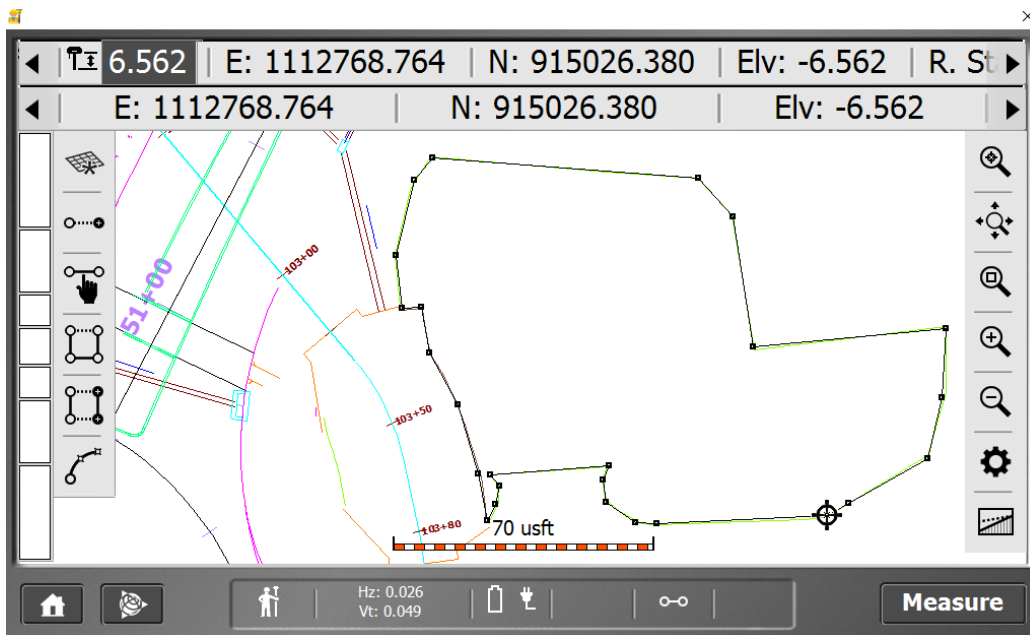 6.562 E: 1112768.764 N: 915026.380 Elv: -6.562 R. St
E: 1112768.764 N: 915026.380 Elv: -6.562
103+00
51+00
103+50
103+80
70 usft
Hz: 0.026
Vt: 0.049
Measure